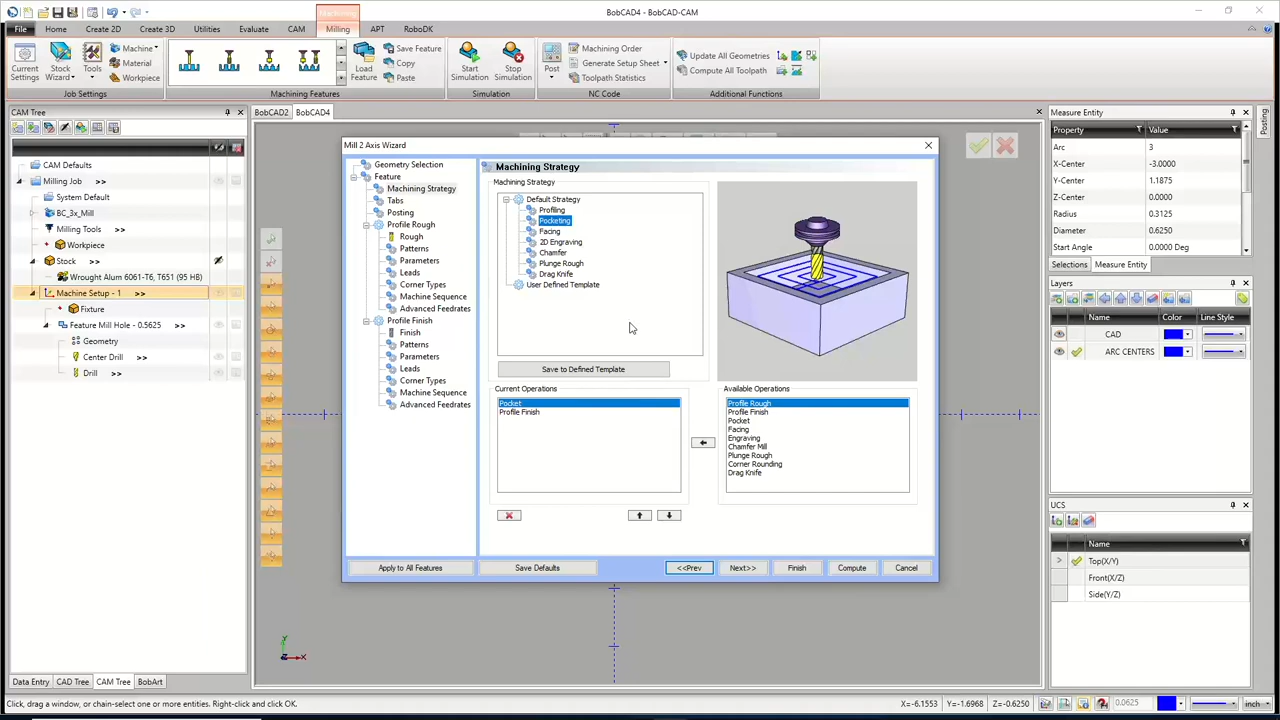 BobCAD4 - BobCAD-CAM
Machining
File
Home
Create 2D
Create 3D
Utilities
Evaluate
CAM
Milling
APT
RoboDK
Current Settings
Stock Wizard
Tools
Machine
Material
Workpiece
Job Settings
Machining Features
Load Feature
Save Feature
Copy
Paste
Start Simulation
Stop Simulation
Simulation
Post
Machining Order
Generate Setup Sheet
Toolpath Statistics
NC Code
Update All Geometries
Compute All Toolpath
Additional Functions
CAM Tree
CAM Defaults
Milling Job >>
System Default
BC_3x_Mill
Milling Tools >>
Workpiece
Stock >>
Wrought Alum 6061-T6, T651 (95 HB)
Machine Setup - 1 >>
Fixture
Feature Mill Hole - 0.5625 >>
Geometry
Center Drill >>
Drill >>
Data Entry
CAD Tree
CAM Tree
BobArt
BobCAD2
BobCAD4
Mill 2 Axis Wizard
Geometry Selection
Feature
Machining Strategy
Tabs
Posting
Profile Rough
Rough
Patterns
Parameters
Leads
Corner Types
Machine Sequence
Advanced Feedrates
Profile Finish
Finish
Patterns
Parameters
Leads
Corner Types
Machine Sequence
Advanced Feedrates
Machining Strategy
Machining Strategy
Default Strategy
Profiling
Pocketing
Facing
2D Engraving
Chamfer
Plunge Rough
Drag Knife
User Defined Template
Save to Defined Template
Current Operations
Pocket
Profile Finish
Available Operations
Profile Rough
Profile Finish
Pocket
Facing
Engraving
Chamfer Mill
Plunge Rough
Corner Rounding
Drag Knife
Apply to All Features
Save Defaults
<<Prev
Next>>
Finish
Compute
Cancel
Measure Entity
Property Value
Arc 3
X-Center -3.0000
Y-Center 1.1875
Z-Center 0.0000
Radius 0.3125
Diameter 0.6250
Start Angle 0.0000 Deg
Selections
Measure Entity
Posting
Layers
Name Color Line Style
CAD
ARC CENTERS
UCS
Name
Top(X/Y)
Front(X/Z)
Side(Y/Z)
Y
X
Click, drag a window, or chain-select one or more entities. Right-click and click OK.
X=-6.1553 Y=-1.6968 Z=-0.6250
0.0625
inch